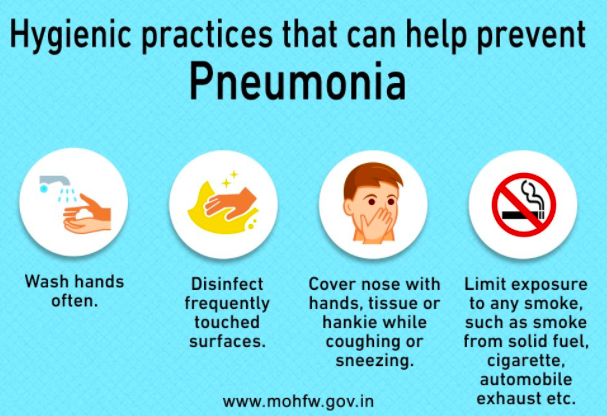 Hygienic practices that can help prevent
Pneumonia
Wash hands
often.
Disinfect
frequently
touched
surfaces.
Cover nose with
hands, tissue or
hankie while
coughing or
sneezing.
Limit exposure
to any smoke,
such as smoke
from solid fuel,
cigarette,
automobile
exhaust etc.
www.mohfw.gov.in